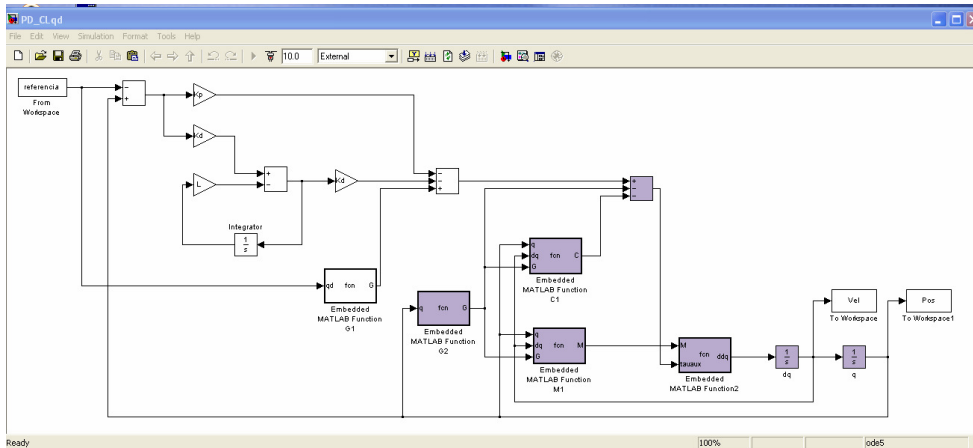 PD_CLqd
File Edit View Simulation Format Tools Help
10.0 External
referencia
From
Workspace
-
+
Kp
Kd
L
+
-
Kd
-
-
+
Integrator
1
s
qd fcn G
Embedded
MATLAB Function
G1
q fcn G
Embedded
MATLAB Function
G2
+
-
-
q
dq fcn C
G
Embedded
MATLAB Function
C1
q
dq fcn M
G
Embedded
MATLAB Function
M1
M
fcn ddq
tauaux
Embedded
MATLAB Function2
1
s
dq
1
s
q
Vel
To Workspace
Pos
To Workspace1
Ready 100% ode5